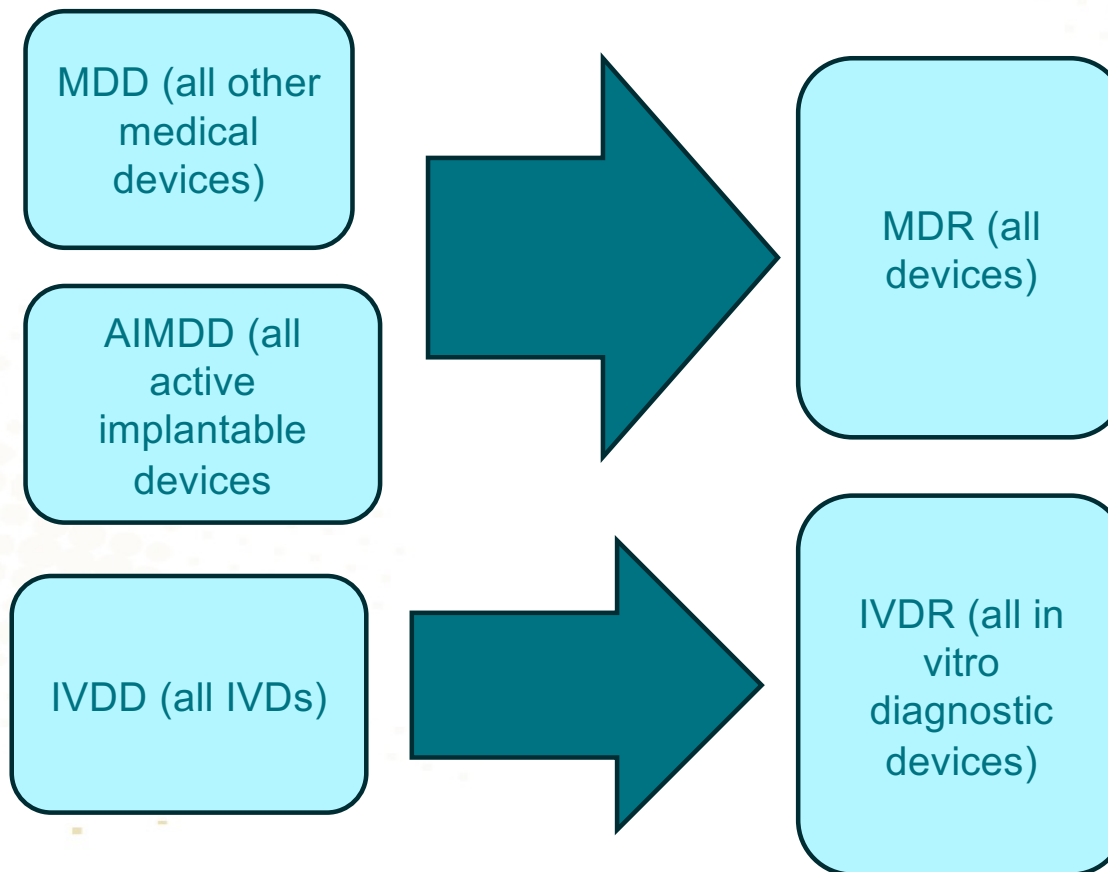 MDD (all other
medical
devices)
AIMDD (all
active
implantable
devices
IVDD (all IVDs)
MDR (all
devices)
IVDR (all in
vitro
diagnostic
devices)